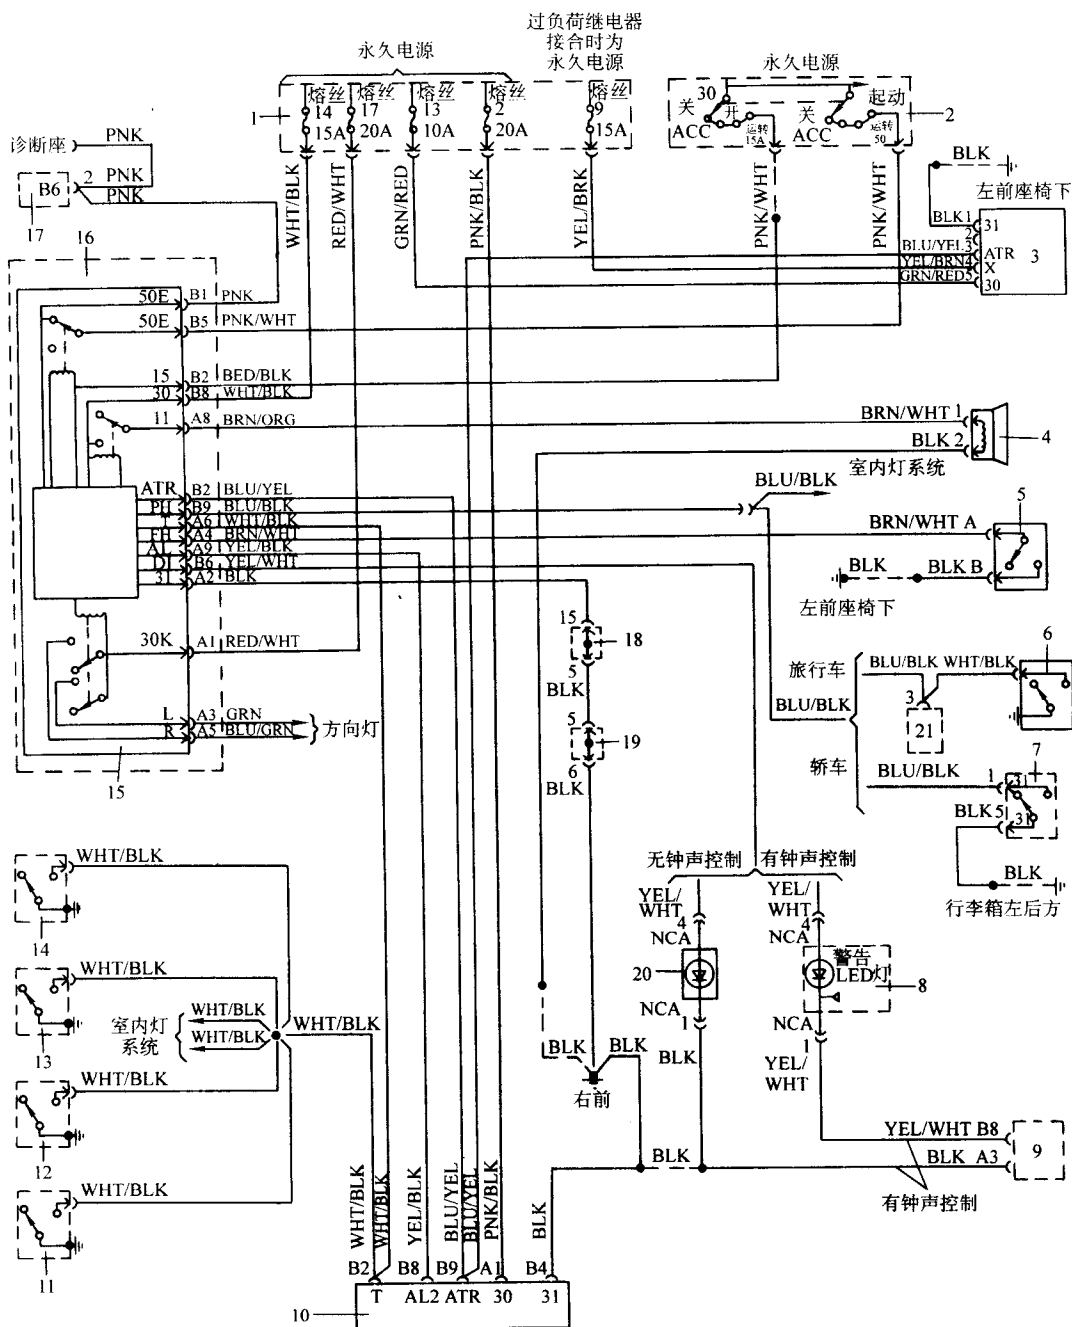 过负荷继电器
接合时为
永久电源
永久电源
永久电源
熔丝
14
15A
熔丝
17
20A
熔丝
13
10A
熔丝
2
20A
熔丝
9
15A
1
30
关
开
ACC
运转
15A
关
ACC
起动
运转
50
2
诊断座
PNK
B6
2
PNK
PNK
17
16
WHT/BLK
RED/WHT
GRN/RED
PNK/BLK
YEL/BRK
PNK/WHT
PNK/WHT
BLK
左前座椅下
BLK 1
31
2
BLU/YEL 3
ATR
YEL/BRN 4
X
GRN/RED 5
30
3
50E
B1
PNK
50E
B5
PNK/WHT
15
B2
BED/BLK
30
B8
WHT/BLK
11
A8
BRN/ORG
BRN/WHT 1
BLK 2
4
室内灯系统
ATR
B2
BLU/YEL
PH
B9
BLU/BLK
T
A6
WHT/BLK
FH
A4
BRN/WHT
AL
A9
YEL/BLK
DI
B6
YEL/WHT
31
A2
BLK
BLU/BLK
BRN/WHT A
5
BLK
BLK B
左前座椅下
15
18
5
BLK
5
19
6
BLK
30K
A1
RED/WHT
L
A3
GRN
R
A5
BLU/GRN
方向灯
15
旅行车
BLU/BLK
WHT/BLK
6
BLU/BLK
3
21
轿车
BLU/BLK
1
31
7
BLK 5
31
BLK
行李箱左后方
无钟声控制
有钟声控制
YEL/
WHT
4
NCA
20
NCA
1
BLK
YEL/
WHT
4
NCA
警告
LED灯
8
NCA
1
YEL/
WHT
WHT/BLK
14
WHT/BLK
13
室内灯
系统
WHT/BLK
WHT/BLK
WHT/BLK
WHT/BLK
12
WHT/BLK
11
BLK
BLK
右前
BLK
YEL/WHT B8
BLK A3
9
有钟声控制
WHT/BLK
WHT/BLK
YEL/BLK
BLU/YEL
BLU/YEL
PNK/BLK
BLK
B2
B8
B9
A1
B4
T
AL2
ATR
30
31
10